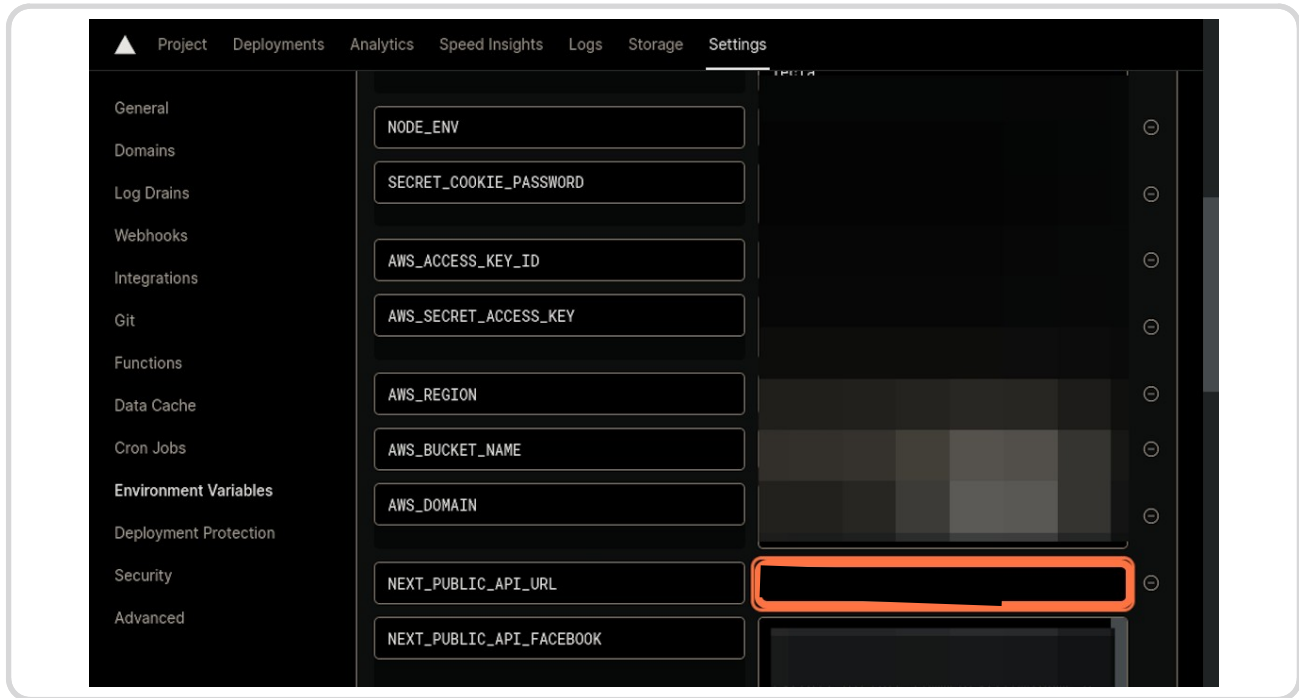 Project Deployments Analytics Speed Insights Logs Storage Settings
General
Domains
Log Drains
Webhooks
Integrations
Git
Functions
Data Cache
Cron Jobs
Environment Variables
Deployment Protection
Security
Advanced
NODE_ENV
SECRET_COOKIE_PASSWORD
AWS_ACCESS_KEY_ID
AWS_SECRET_ACCESS_KEY
AWS_REGION
AWS_BUCKET_NAME
AWS_DOMAIN
NEXT_PUBLIC_API_URL
NEXT_PUBLIC_API_FACEBOOK